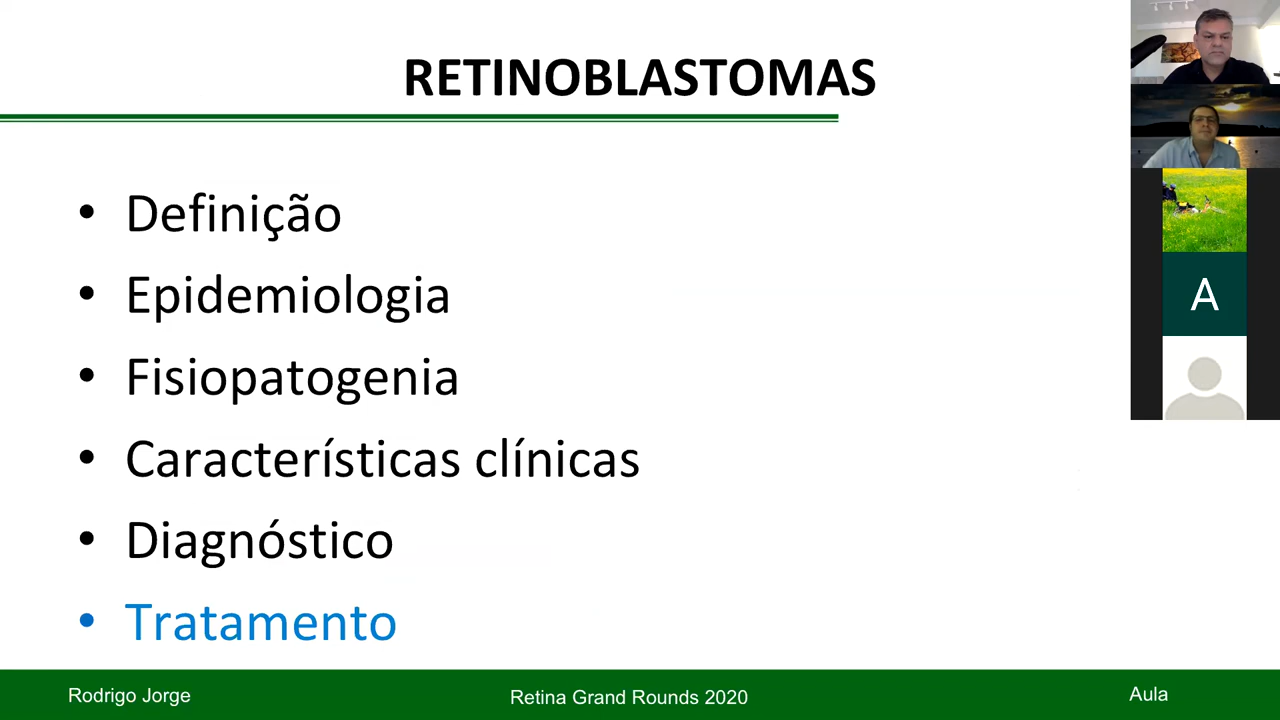 RETINOBLASTOMAS
• Definição
• Epidemiologia
• Fisiopatogenia
• Características clínicas
• Diagnóstico
• Tratamento
A
Rodrigo Jorge
Retina Grand Rounds 2020
Aula